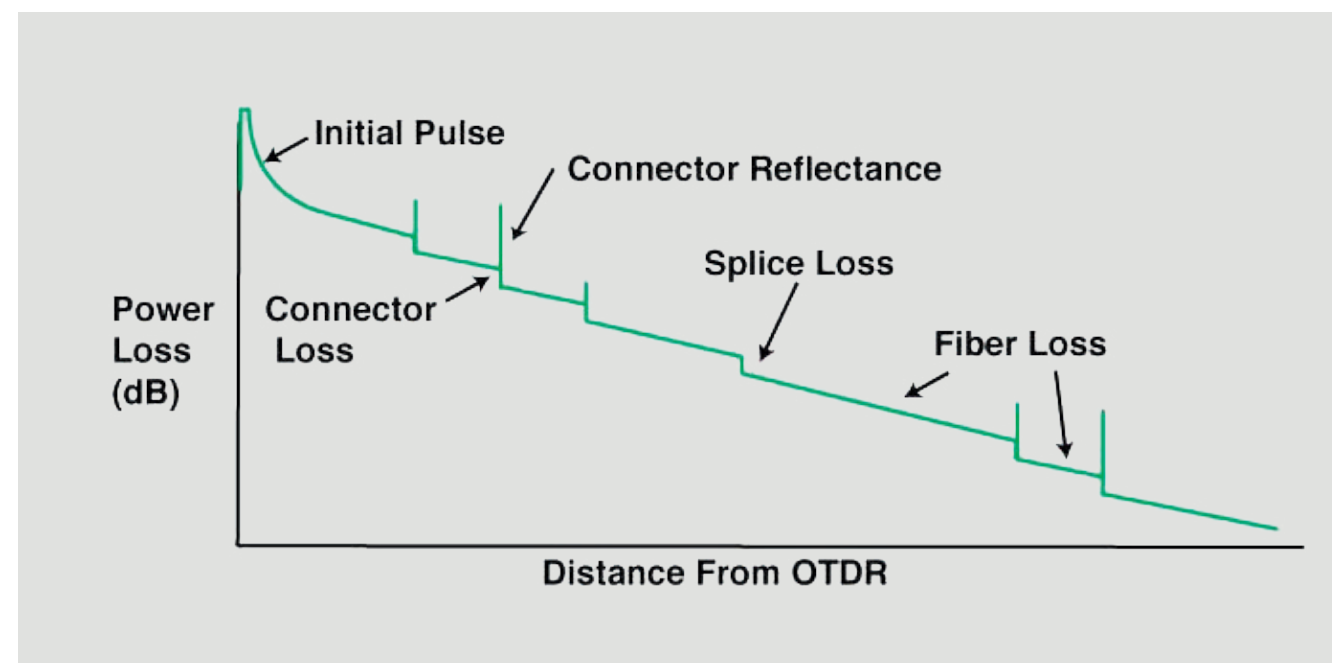 Initial Pulse
Connector Reflectance
Splice Loss
Power
Loss
(dB)
Connector
Loss
Fiber Loss
Distance From OTDR